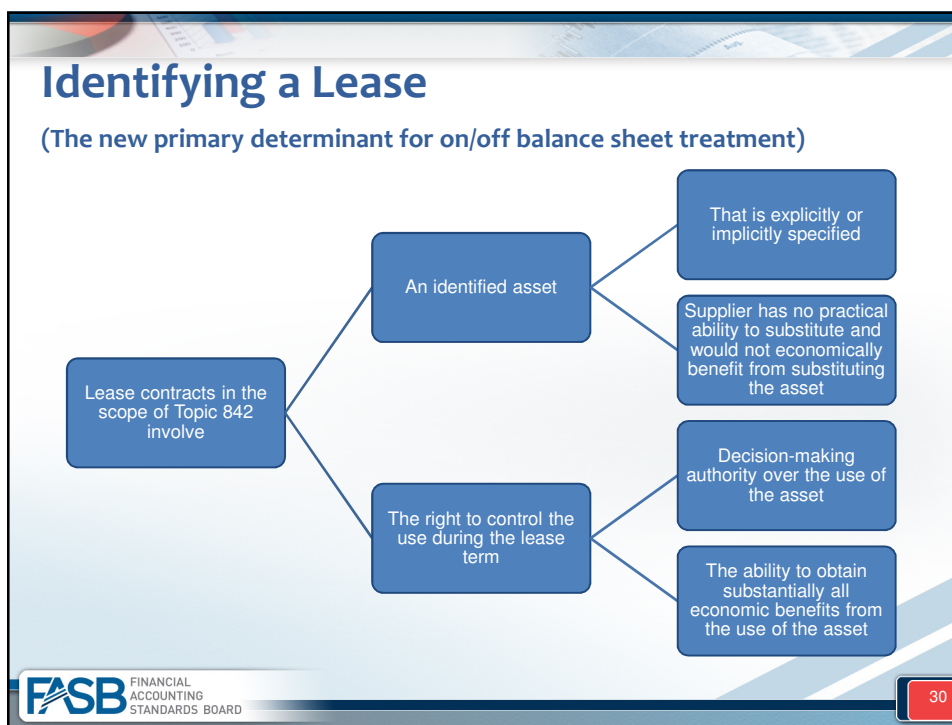 Identifying a Lease
(The new primary determinant for on/off balance sheet treatment)
That is explicitly or
implicitly specified
An identified asset
Supplier has no practical
ability to substitute and
would not economically
benefit from substituting
the asset
Lease contracts in the
scope of Topic 842
involve
Decision-making
authority over the use of
the asset
The right to control the
use during the lease
term
The ability to obtain
substantially all
economic benefits from
the use of the asset
FASB
FINANCIAL
ACCOUNTING
STANDARDS BOARD
30